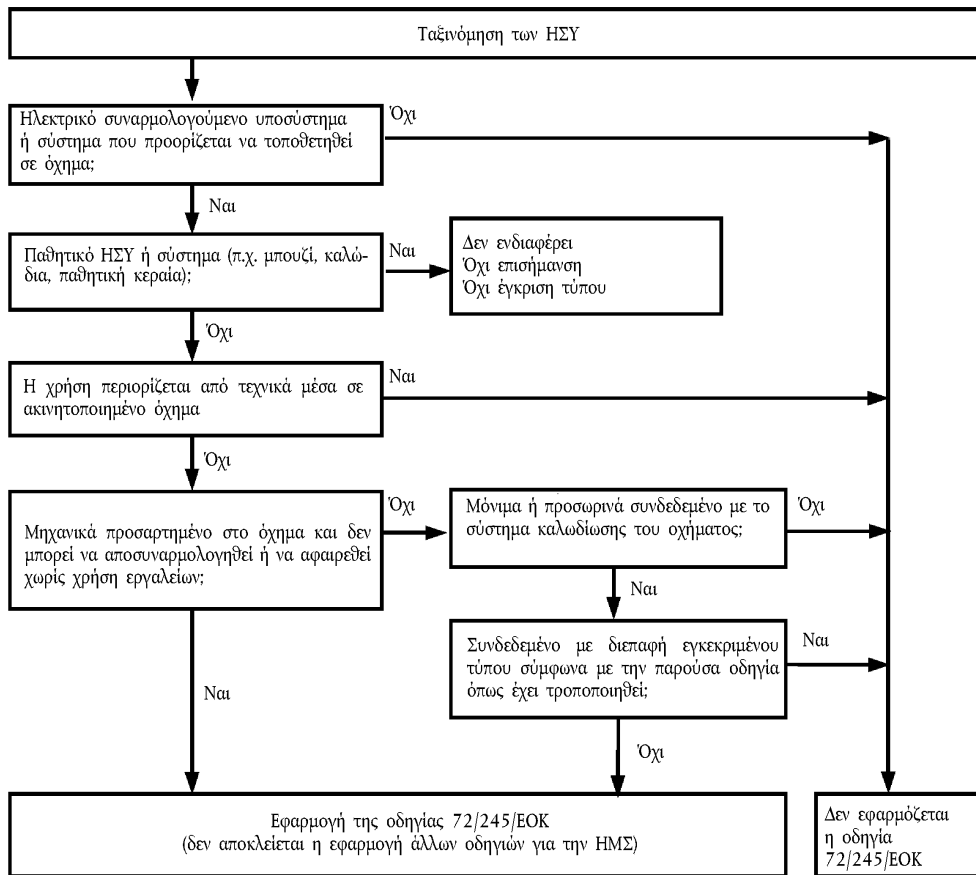 Ταξινόμηση των ΗΣΥ
Ηλεκτρικό συναρμολογούμενο υποσύστημα
ή σύστημα που προορίζεται να τοποθετηθεί
σε όχημα;
Όχι
Ναι
Παθητικό ΗΣΥ ή σύστημα (π.χ. μπουζί, καλώ-
δια, παθητική κεραία);
Ναι
Δεν ενδιαφέρει
Όχι επισήμανση
Όχι έγκριση τύπου
Όχι
Η χρήση περιορίζεται από τεχνικά μέσα σε
ακινητοποιημένο όχημα
Ναι
Όχι
Μηχανικά προσαρτημένο στο όχημα και δεν
μπορεί να αποσυναρμολογηθεί ή να αφαιρεθεί
χωρίς χρήση εργαλείων;
Όχι
Μόνιμα ή προσωρινά συνδεδεμένο με το
σύστημα καλωδίωσης του οχήματος;
Όχι
Ναι
Συνδεδεμένο με διεπαφή εγκεκριμένου
τύπου σύμφωνα με την παρούσα οδηγία
όπως έχει τροποποιηθεί;
Ναι
Ναι
Όχι
Εφαρμογή της οδηγίας 72/245/ΕΟΚ
(δεν αποκλείεται η εφαρμογή άλλων οδηγιών για την ΗΜΣ)
Δεν εφαρμόζεται
η οδηγία
72/245/ΕΟΚ